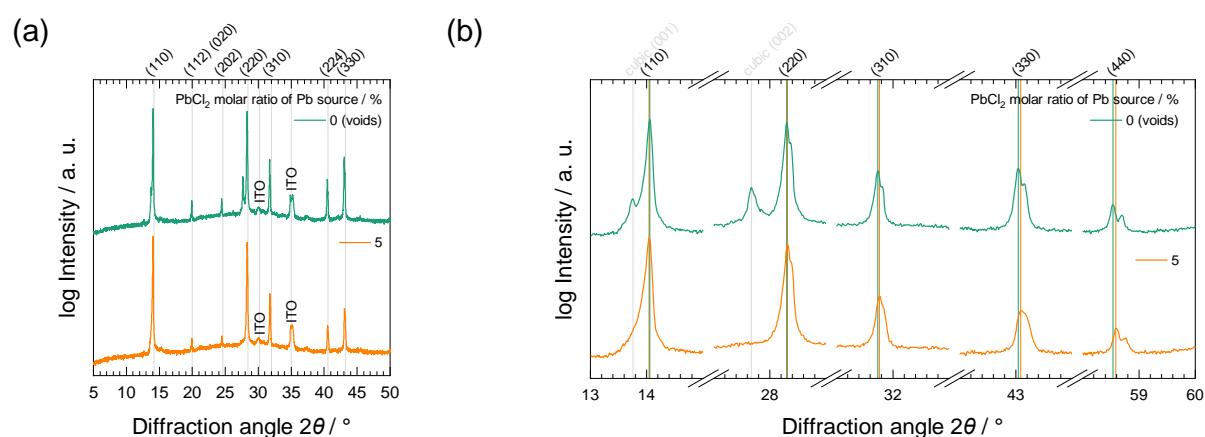 (a)
(110)
(112) (020)
(202)
(220)
(310)
(224)
(330)
PbCl₂ molar ratio of Pb source / %
0 (voids)
ITO
ITO
5
ITO
ITO
log Intensity / a. u.
5 10 15 20 25 30 35 40 45 50
Diffraction angle 2θ / °
(b)
cubic (001)
(110)
cubic (002)
(220)
(310)
(330)
(440)
PbCl₂ molar ratio of Pb source / %
0 (voids)
5
log Intensity / a. u.
13 14 28 32 43 59 60
Diffraction angle 2θ / °